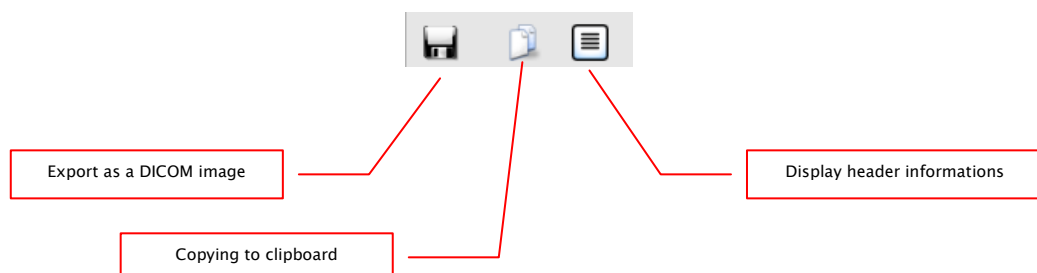 Export as a DICOM image
Display header informations
Copying to clipboard